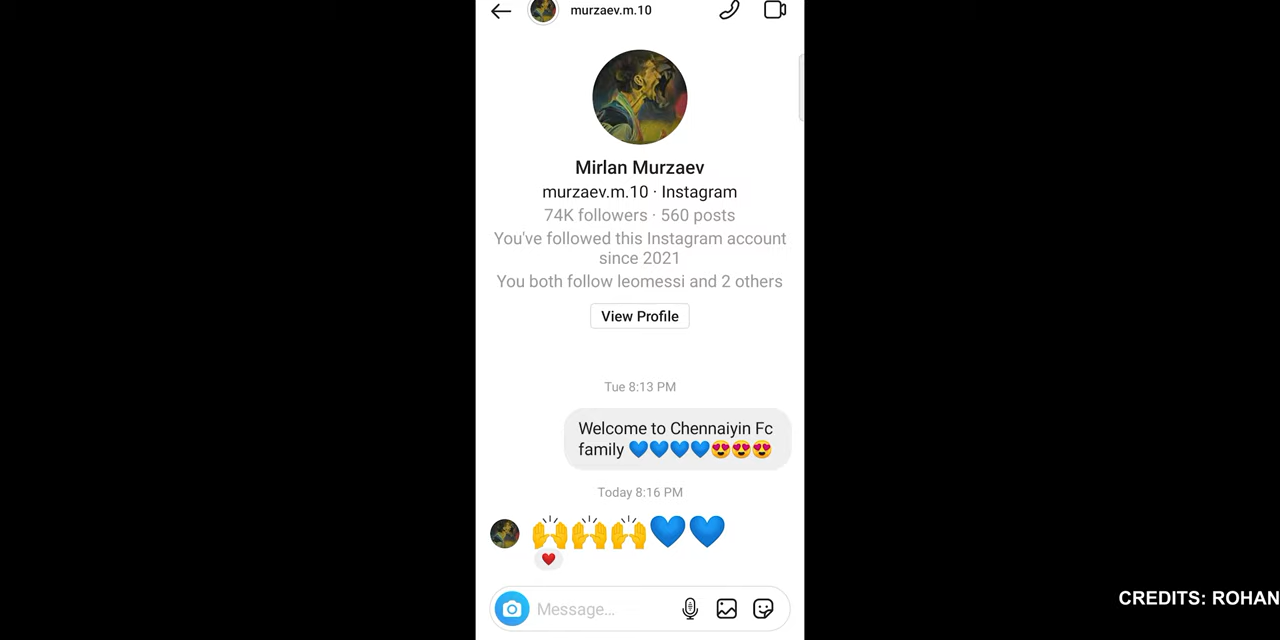 murzaev.m.10
Mirlan Murzaev
murzaev.m.10 · Instagram
74K followers · 560 posts
You've followed this Instagram account
since 2021
You both follow leomessi and 2 others
View Profile
Tue 8:13 PM
Welcome to Chennaiyin Fc
family 💙💙💙💙😍😍😍
Today 8:16 PM
🙌🙌🙌💙💙
❤️
Message...
CREDITS: ROHAN